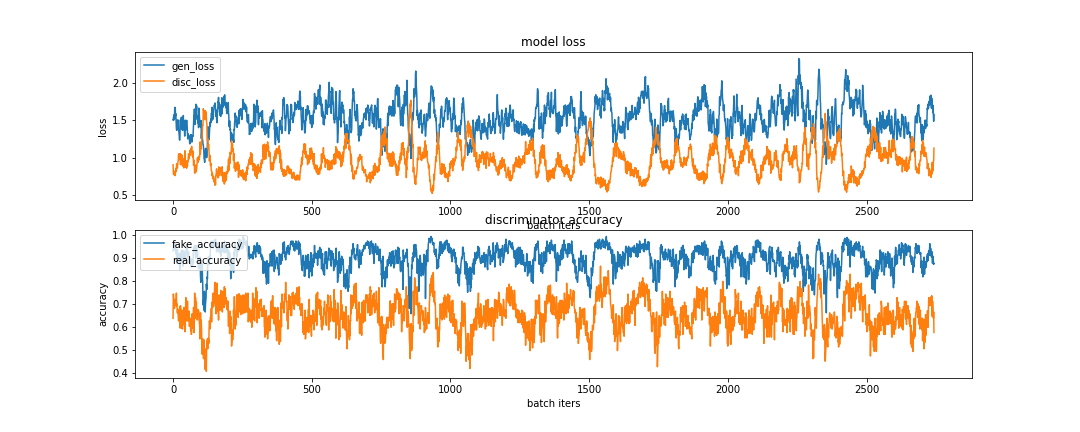 model loss
gen_loss
disc_loss
loss
2.0
1.5
1.0
0.5
0 500 1000 1500 2000 2500
batch iters
discriminator accuracy
fake_accuracy
real_accuracy
accuracy
1.0
0.9
0.8
0.7
0.6
0.5
0.4
0 500 1000 1500 2000 2500
batch iters